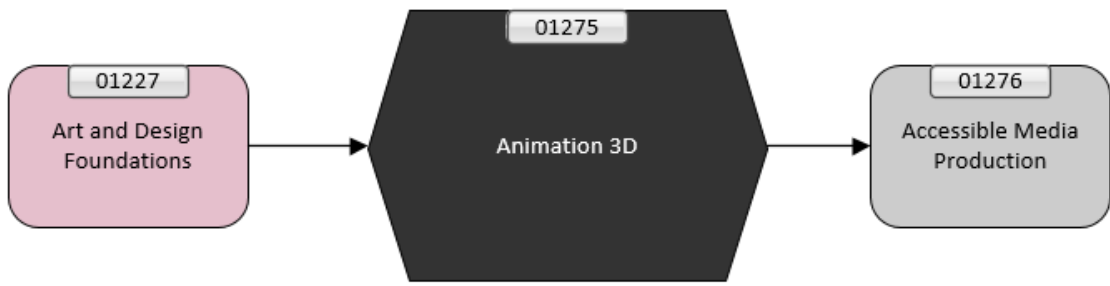 01227
Art and Design
Foundations
01275
Animation 3D
01276
Accessible Media
Production